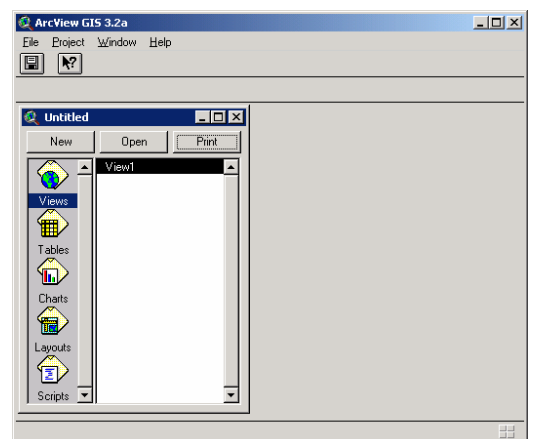 ArcView GIS 3.2a
File Project Window Help
Untitled
New Open Print
View1
Views
Tables
Charts
Layouts
Scripts